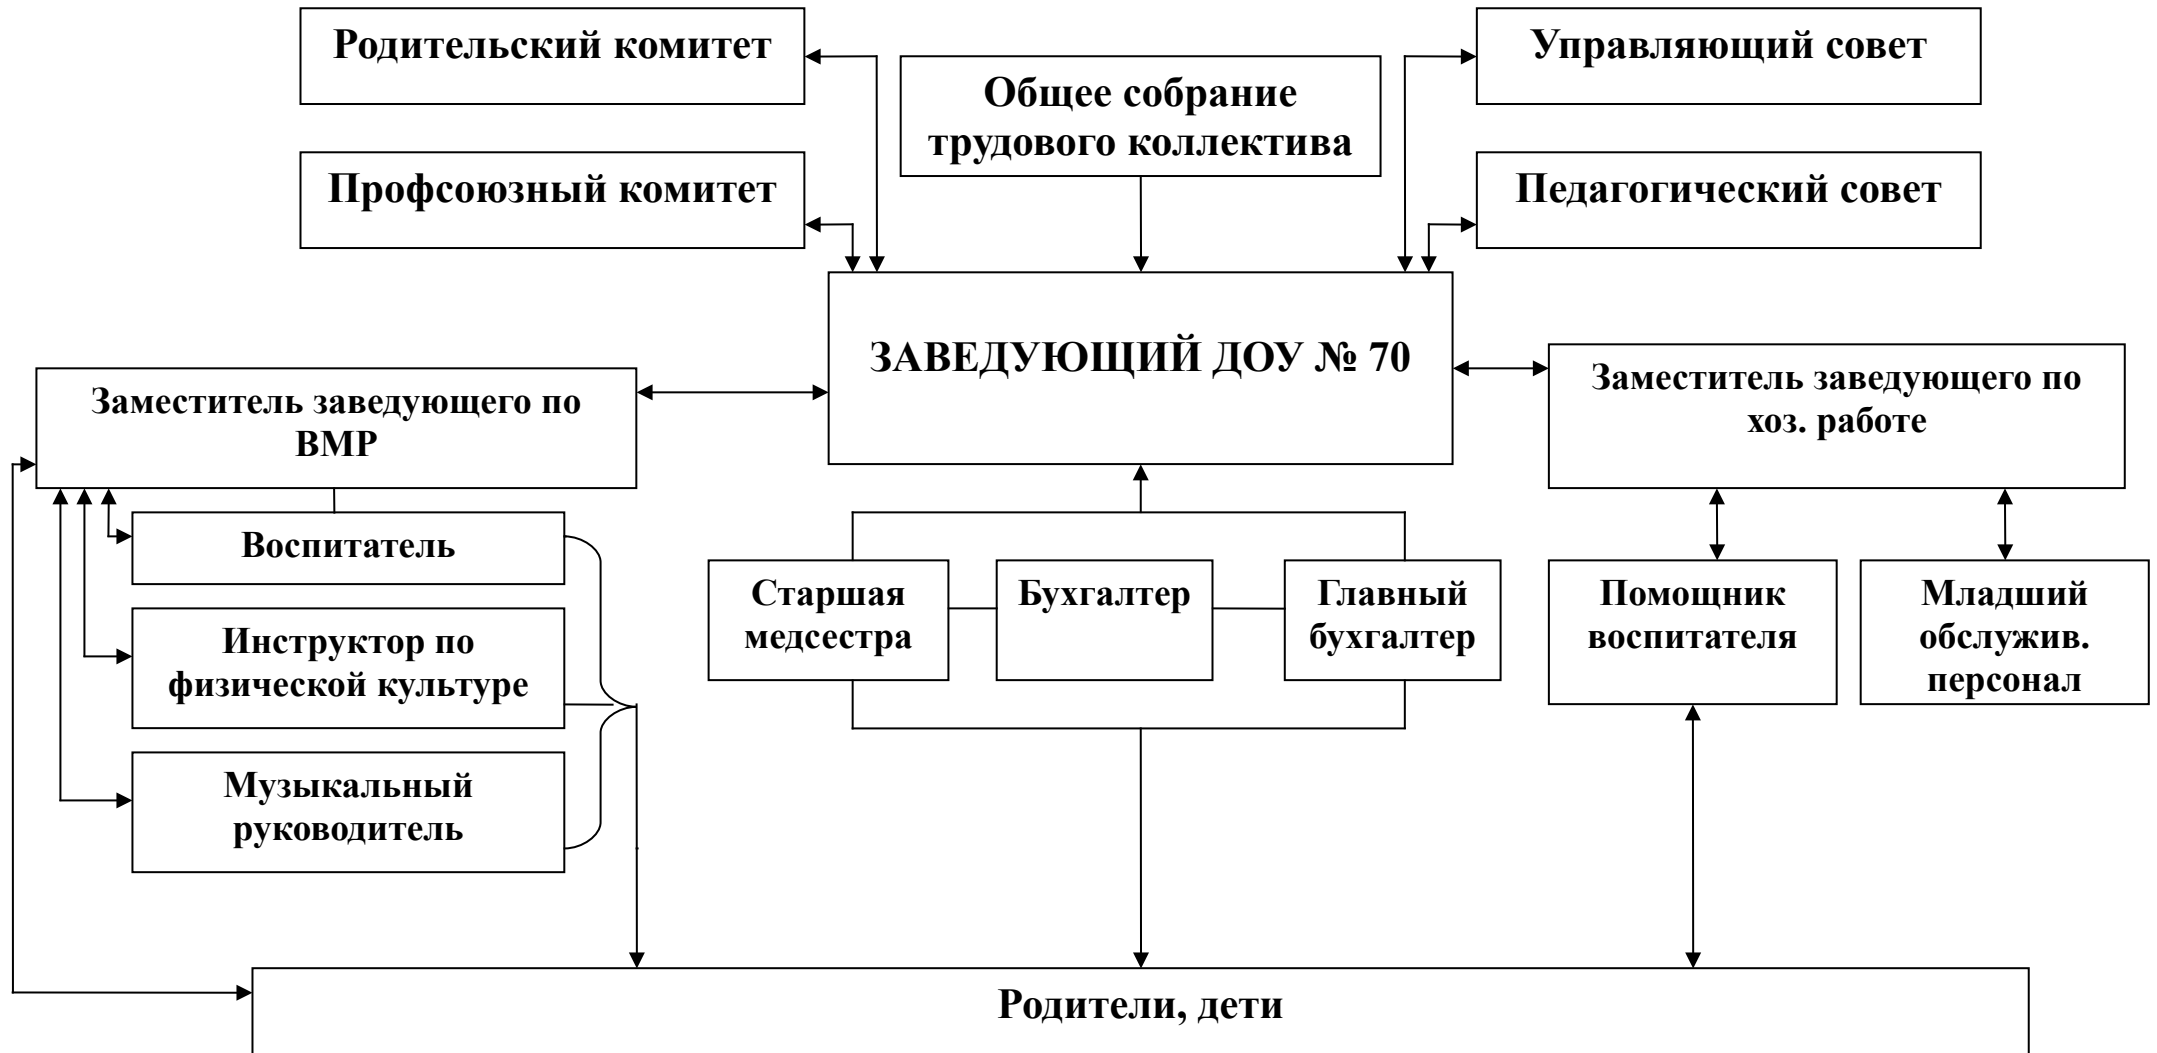 Родительский комитет
Управляющий совет
Общее собрание
трудового коллектива
Профсоюзный комитет
Педагогический совет
ЗАВЕДУЮЩИЙ ДОУ № 70
Заместитель заведующего по
ВМР
Заместитель заведующего по
хоз. работе
Воспитатель
Инструктор по
физической культуре
Музыкальный
руководитель
Старшая
медсестра
Бухгалтер
Главный
бухгалтер
Помощник
воспитателя
Младший
обслужив.
персонал
Родители, дети